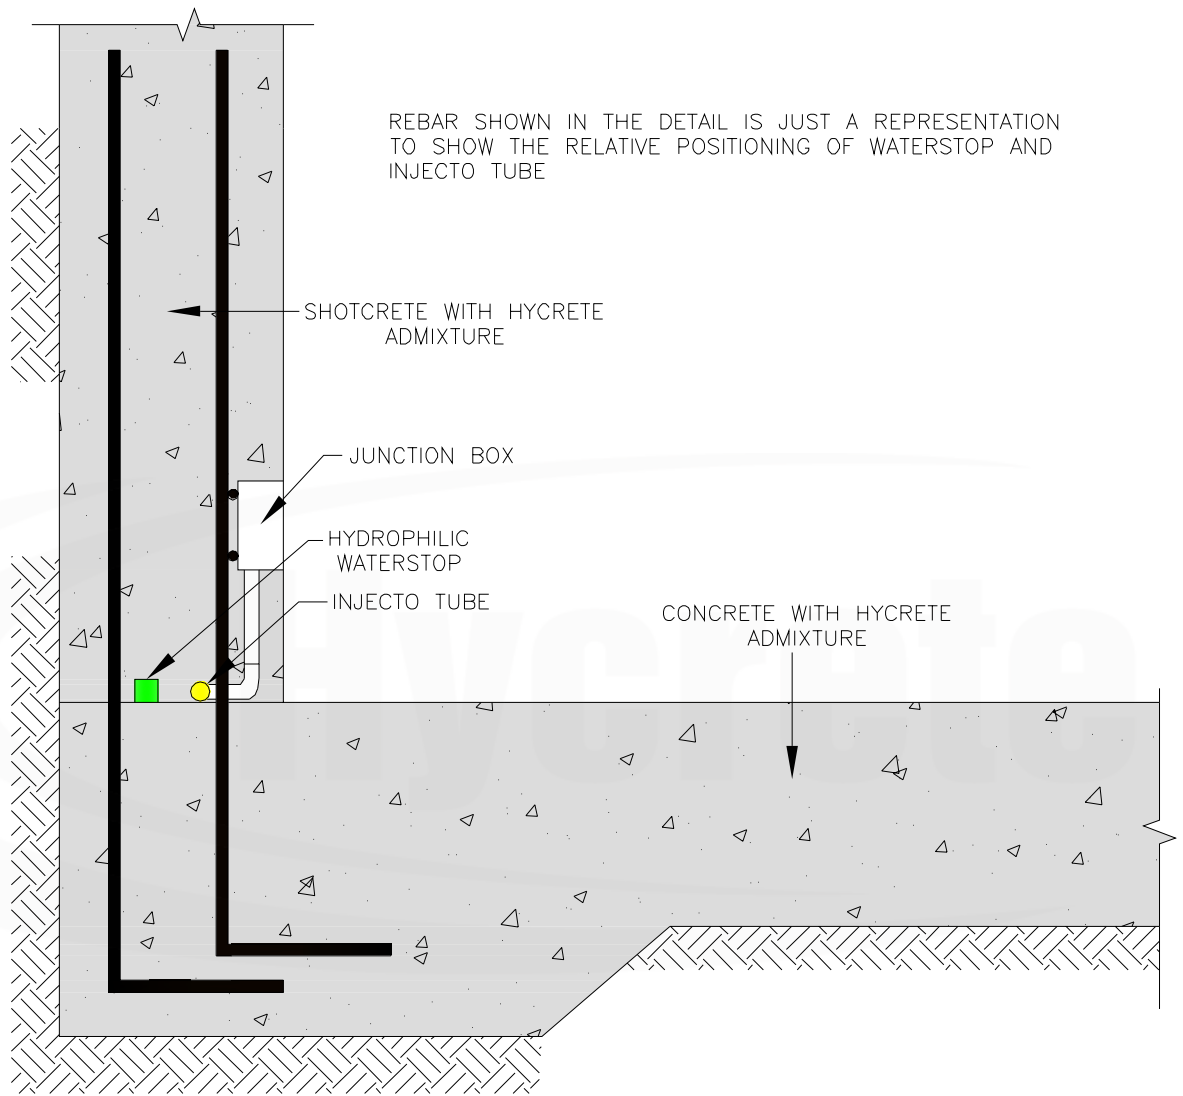 REBAR SHOWN IN THE DETAIL IS JUST A REPRESENTATION
TO SHOW THE RELATIVE POSITIONING OF WATERSTOP AND
INJECTO TUBE
SHOTCRETE WITH HYCRETE
ADMIXTURE
JUNCTION BOX
HYDROPHILIC
WATERSTOP
INJECTO TUBE
CONCRETE WITH HYCRETE
ADMIXTURE
Hycrete